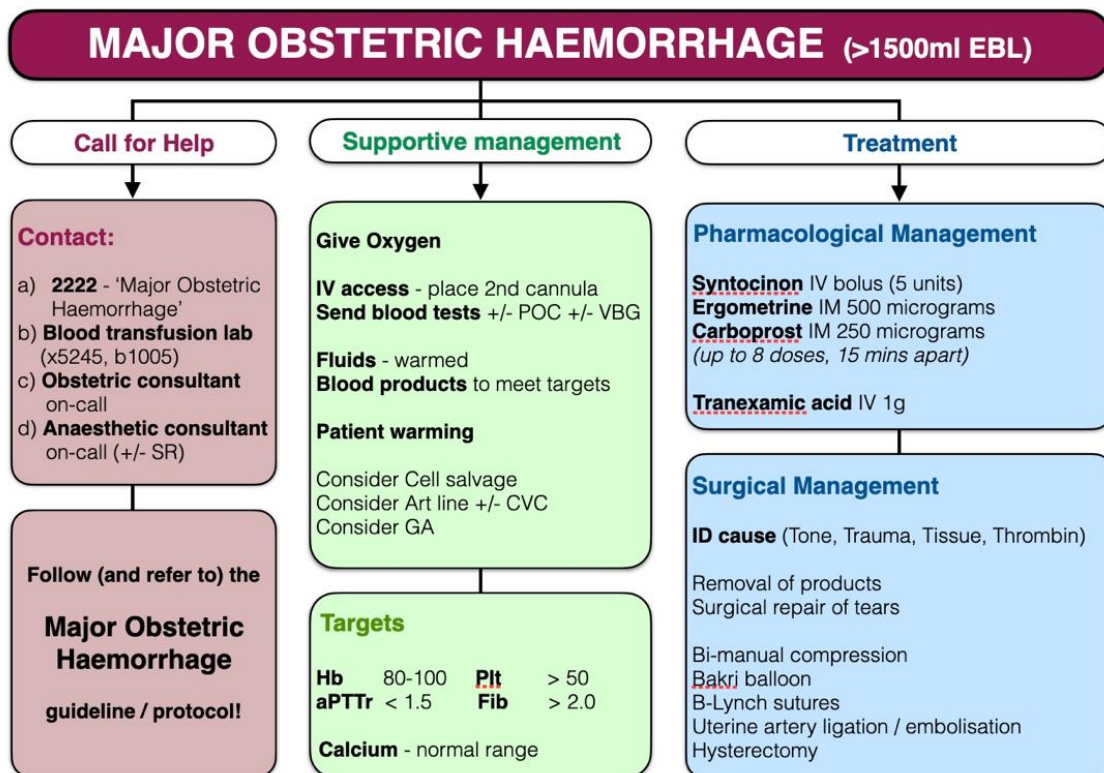 MAJOR OBSTETRIC HAEMORRHAGE (>1500ml EBL)
Call for Help
Contact:
a) 2222 - ‘Major Obstetric
Haemorrhage’
b) Blood transfusion lab
(x5245, b1005)
c) Obstetric consultant
on-call
d) Anaesthetic consultant
on-call (+/- SR)
Follow (and refer to) the
Major Obstetric
Haemorrhage
guideline / protocol!
Supportive management
Give Oxygen
IV access - place 2nd cannula
Send blood tests +/- POC +/- VBG
Fluids - warmed
Blood products to meet targets
Patient warming
Consider Cell salvage
Consider Art line +/- CVC
Consider GA
Targets
Hb 80-100 Plt > 50
aPTTr < 1.5 Fib > 2.0
Calcium - normal range
Treatment
Pharmacological Management
Syntocinon IV bolus (5 units)
Ergometrine IM 500 micrograms
Carboprost IM 250 micrograms
(up to 8 doses, 15 mins apart)
Tranexamic acid IV 1g
Surgical Management
ID cause (Tone, Trauma, Tissue, Thrombin)
Removal of products
Surgical repair of tears
Bi-manual compression
Bakri balloon
B-Lynch sutures
Uterine artery ligation / embolisation
Hysterectomy